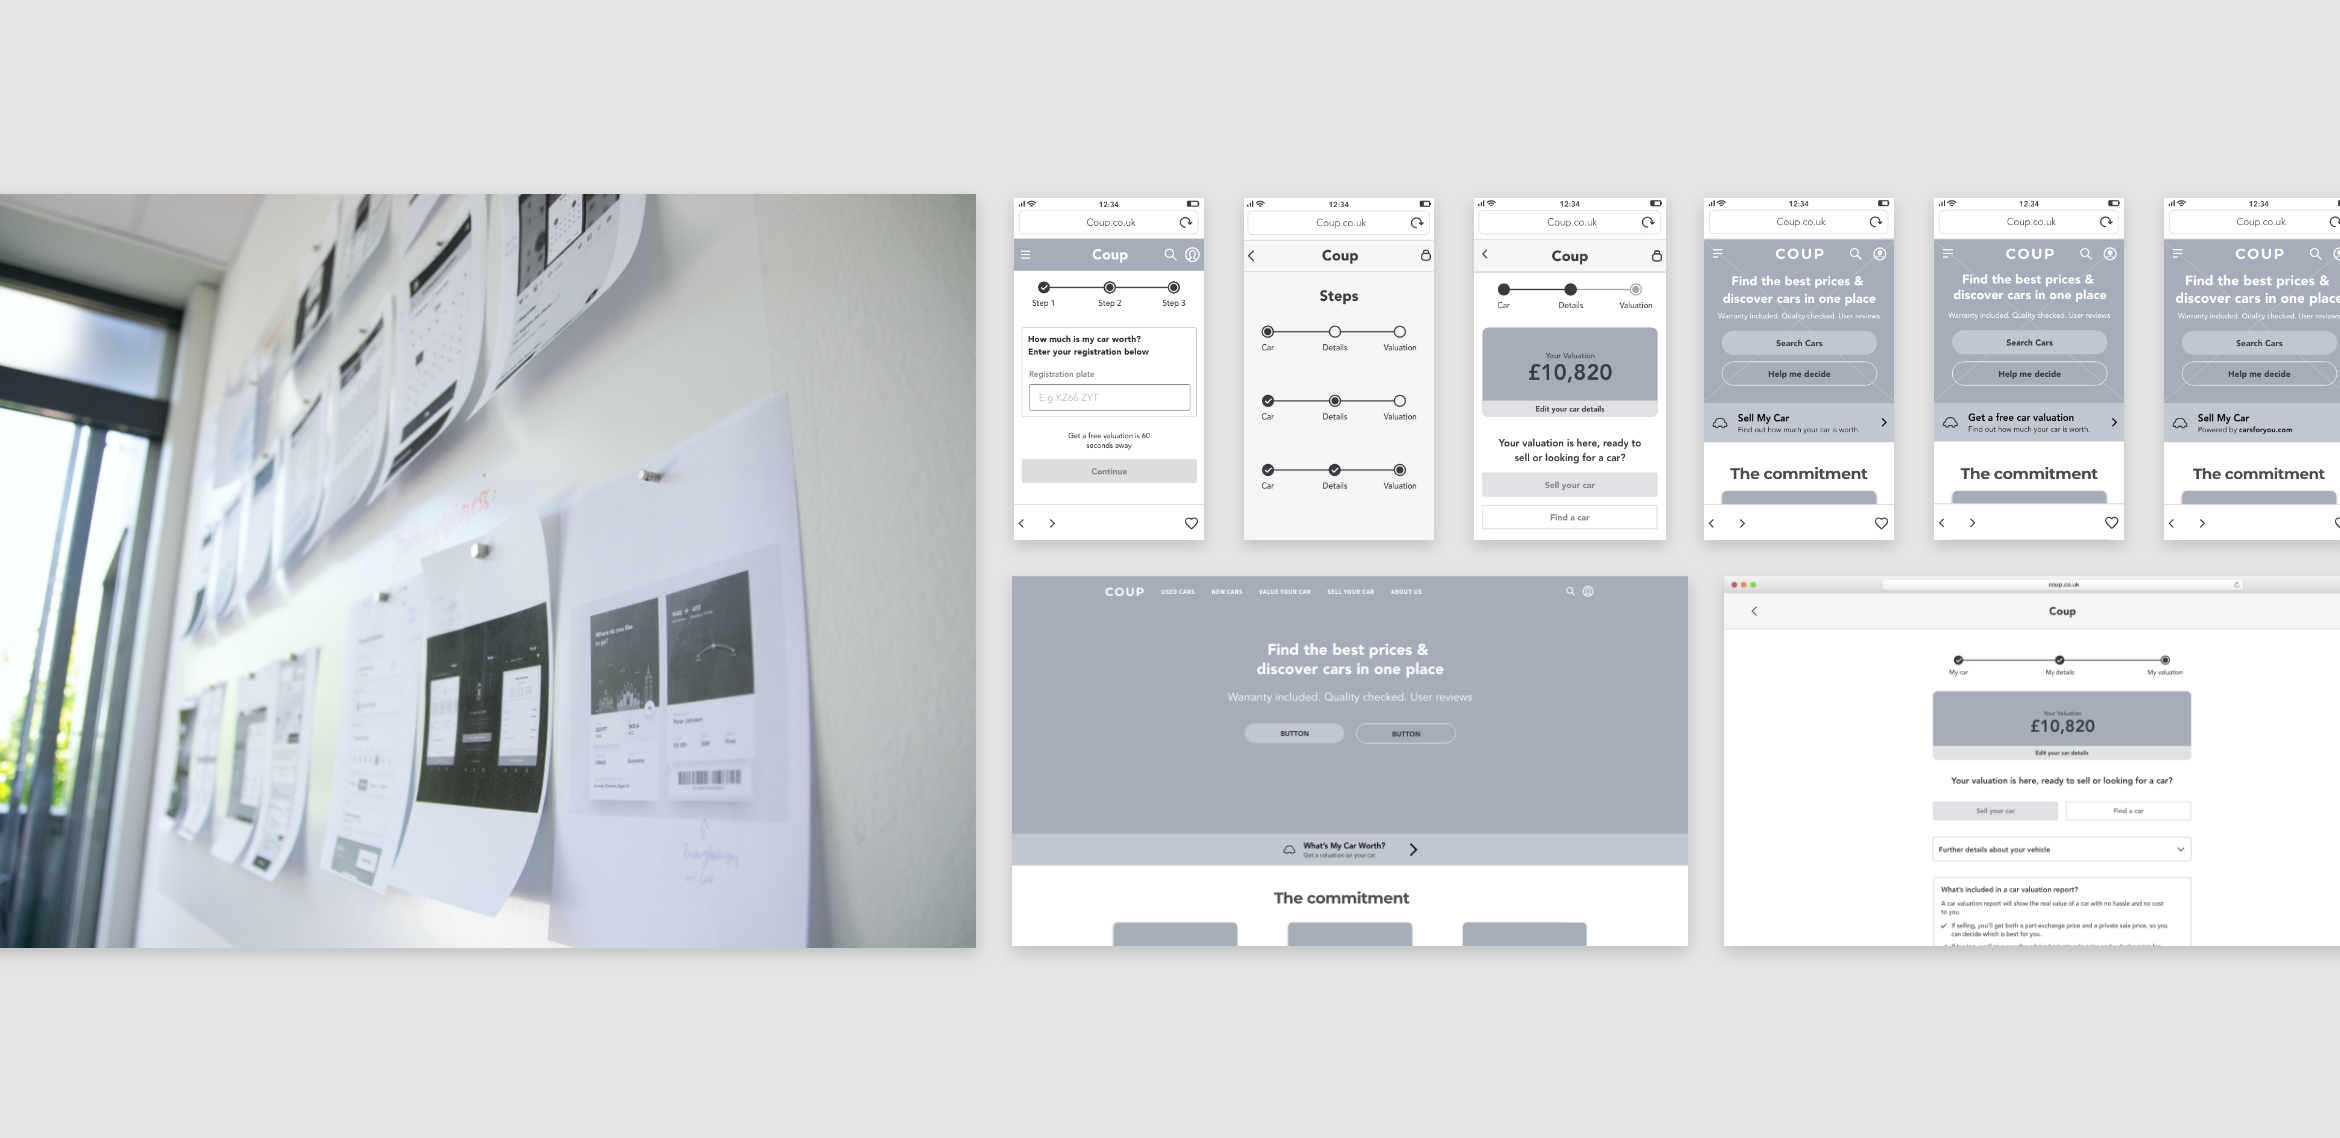 Where do you like
to go?
Peter Johnson
Economy
12:34
Coup.co.uk
Coup
Step 1
Step 2
Step 3
How much is my car worth?
Enter your registration below
Registration plate
E.g KZ66 ZYT
Get a free valuation is 60
seconds away
Continue
12:34
Coup.co.uk
Coup
Steps
Car
Details
Valuation
Car
Details
Valuation
Car
Details
Valuation
12:34
Coup.co.uk
Coup
Car
Details
Valuation
Your Valuation
£10,820
Edit your car details
Your valuation is here, ready to
sell or looking for a car?
Sell your car
Find a car
12:34
Coup.co.uk
COUP
Find the best prices &
discover cars in one place
Warranty included. Quality checked. User reviews
Search Cars
Help me decide
Sell My Car
Find out how much your car is worth
The commitment
12:34
Coup.co.uk
COUP
Find the best prices &
discover cars in one place
Warranty included. Quality checked. User reviews
Search Cars
Help me decide
Get a free car valuation
Find out how much your car is worth.
The commitment
12:34
Coup.co.uk
COUP
Find the best prices &
discover cars in one place
Warranty included. Quality checked. User reviews
Search Cars
Help me decide
Sell My Car
Powered by carsforyou.com
The commitment
COUP
USED CARS
NEW CARS
VALUE YOUR CAR
SELL YOUR CAR
ABOUT US
Find the best prices &
discover cars in one place
Warranty included. Quality checked. User reviews
BUTTON
BUTTON
What's My Car Worth?
Get a valuation on your car
The commitment
coup.co.uk
Coup
My car
My details
My valuation
Your Valuation
£10,820
Edit your car details
Your valuation is here, ready to sell or looking for a car?
Sell your car
Find a car
Further details about your vehicle
What's included in a car valuation report?
A car valuation report will show the real value of a car with no hassle and no cost
to you.
If selling, you'll get both a part-exchange price and a private sale price, so you
can decide which is best for you.